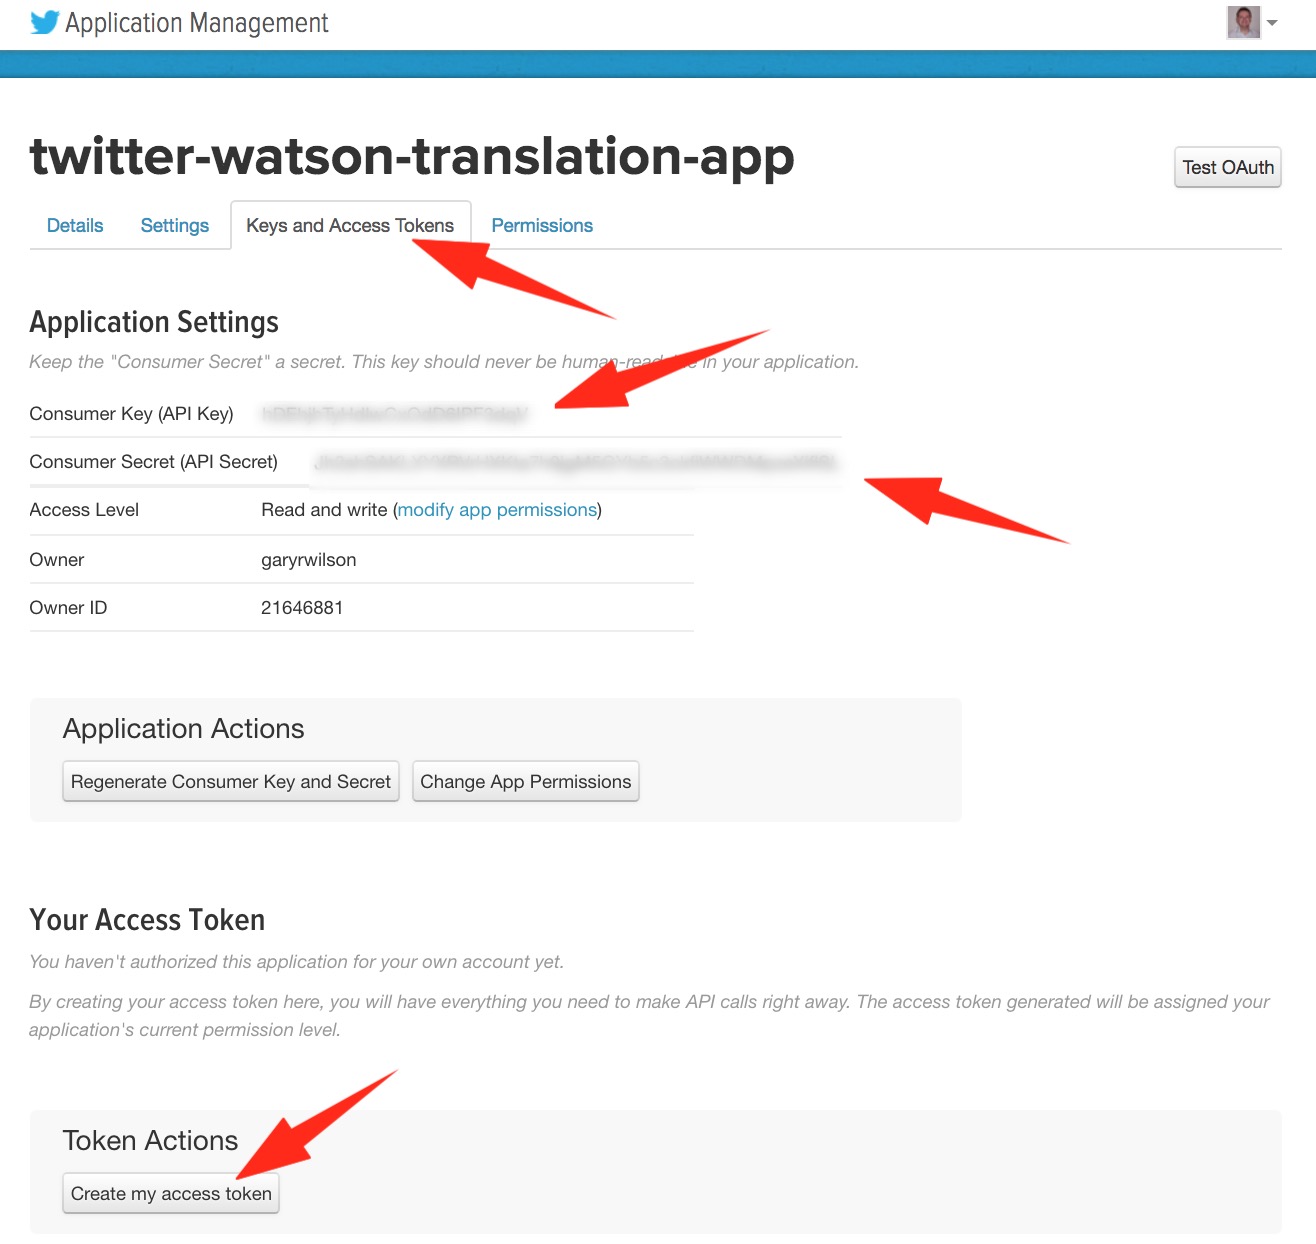 Application Management
twitter-watson-translation-app
Test OAuth
Details Settings Keys and Access Tokens Permissions
Application Settings
Keep the "Consumer Secret" a secret. This key should never be human-readable in your application.
Consumer Key (API Key)
Consumer Secret (API Secret)
Access Level Read and write (modify app permissions)
Owner garyrwilson
Owner ID 21646881
Application Actions
Regenerate Consumer Key and Secret Change App Permissions
Your Access Token
You haven't authorized this application for your own account yet.
By creating your access token here, you will have everything you need to make API calls right away. The access token generated will be assigned your
application's current permission level.
Token Actions
Create my access token